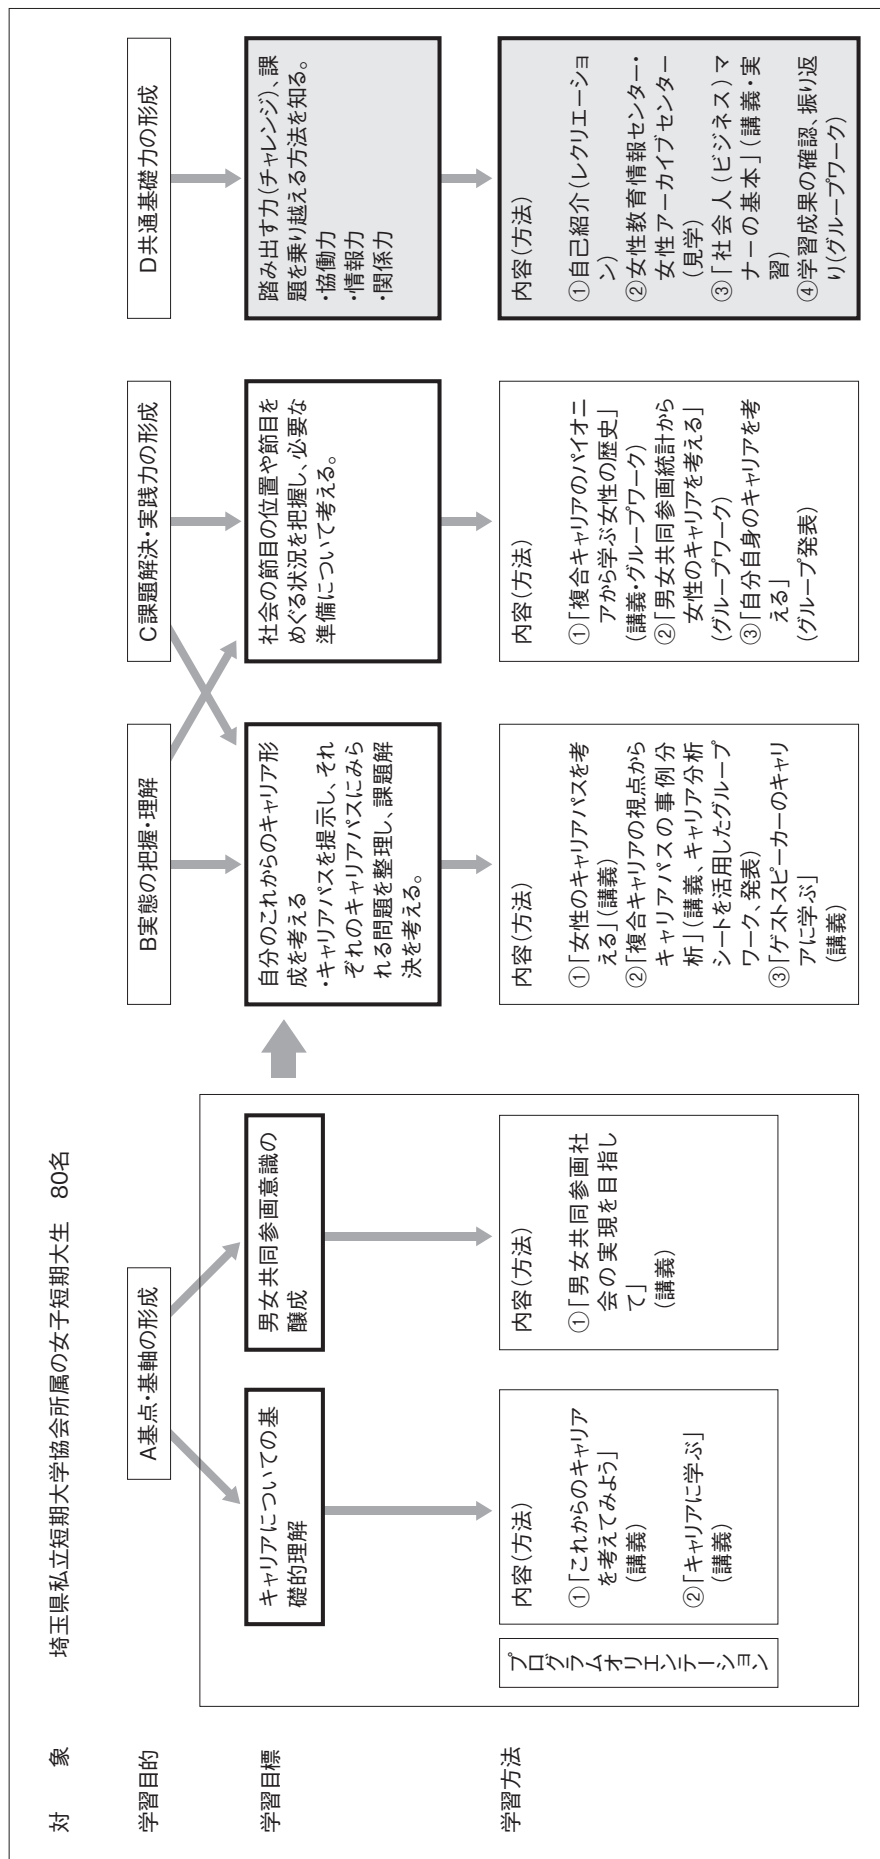 対　象　埼玉県私立短期大学協会所属の女子短期大生　80名
学習目的
A基点・基軸の形成
B実態の把握・理解
C課題解決・実践力の形成
D共通基礎力の形成
学習目標
キャリアについての基
礎的理解
男女共同参画意識の
醸成
自分のこれからのキャリア形
成を考える
・キャリアパスを提示し、それ
ぞれのキャリアパスにみら
れる問題を整理し、課題解
決を考える。
社会の節目の位置や節目を
めぐる状況を把握し、必要な
準備について考える。
踏み出す力(チャレンジ)、課
題を乗り越える方法を知る。
・協働力
・情報力
・関係力
学習方法
プログラムオリエンテーション
内容(方法)
①「これからのキャリア
を考えてみよう」
(講義)
②「キャリアに学ぶ」
(講義)
内容(方法)
①「男女共同参画社
会の実現を目指し
て」
(講義)
内容(方法)
①「女性のキャリアパスを考
える」(講義)
②「複合キャリアの視点から
キャリアパスの事例分
析」(講義、キャリア分析
シートを活用したグループ
ワーク、発表)
③「ゲストスピーカーのキャリ
アに学ぶ」
(講義)
内容(方法)
①「複合キャリアのパイオニ
アから学ぶ女性の歴史」
(講義・グループワーク)
②「男女共同参画統計から
女性のキャリアを考える」
(グループワーク)
③「自分自身のキャリアを考
える」
(グループ発表)
内容(方法)
①自己紹介(レクリエーショ
ン)
②女性教育情報センター・
女性アーカイブセンター
(見学)
③「社会人(ビジネス)マ
ナーの基本」(講義・実
習)
④学習成果の確認、振り返
り(グループワーク)